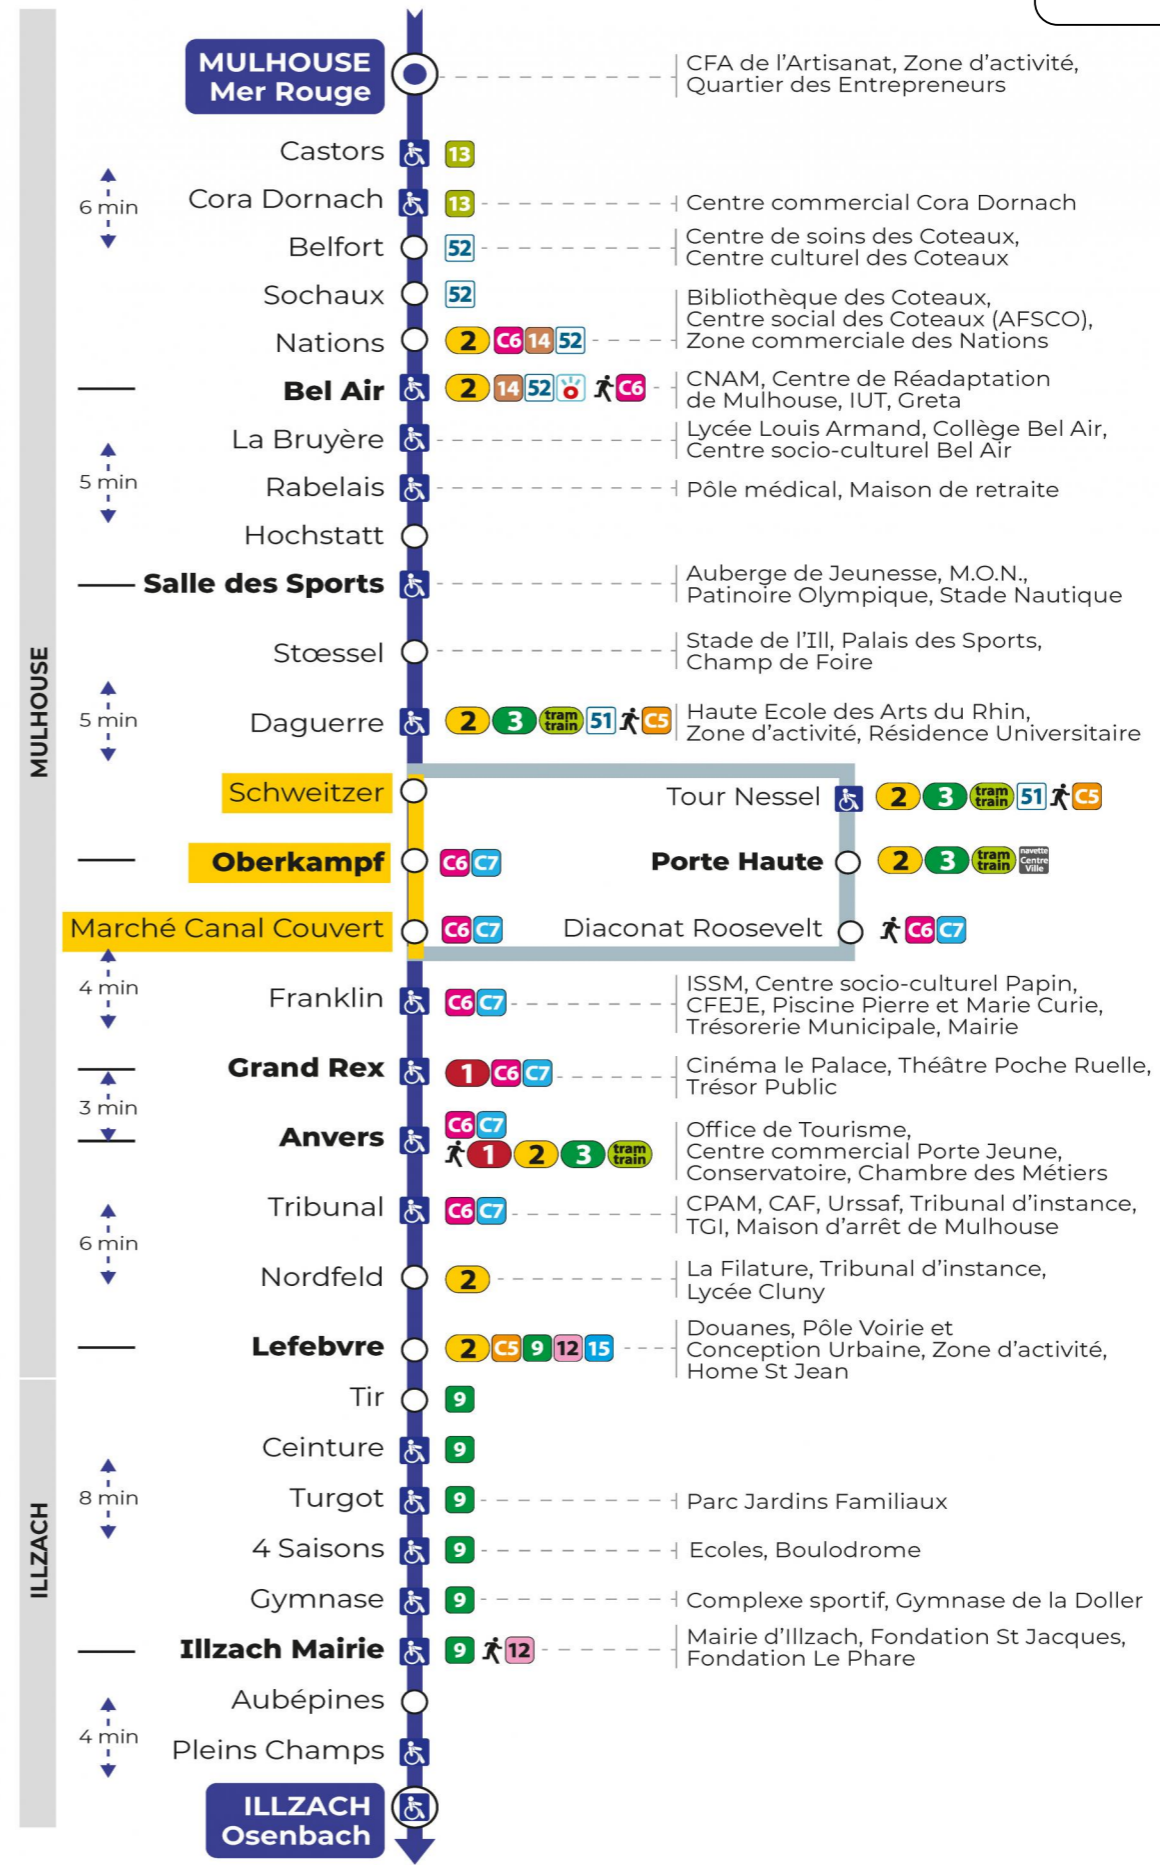 MULHOUSE
Mer Rouge
CFA de l'Artisanat, Zone d'activité,
Quartier des Entrepreneurs
Castors 13
6 min
Cora Dornach 13 Centre commercial Cora Dornach
Belfort 52
Centre de soins des Coteaux,
Centre culturel des Coteaux
Sochaux 52
Nations 2 C6 14 52
Bibliothèque des Coteaux,
Centre social des Coteaux (AFSCO),
Zone commerciale des Nations
Bel Air 2 14 52 C6
CNAM, Centre de Réadaptation
de Mulhouse, IUT, Greta
La Bruyère
Lycée Louis Armand, Collège Bel Air,
Centre socio-culturel Bel Air
5 min
Rabelais Pôle médical, Maison de retraite
Hochstatt
Salle des Sports
Auberge de Jeunesse, M.O.N.,
Patinoire Olympique, Stade Nautique
Stœssel
Stade de l'Ill, Palais des Sports,
Champ de Foire
MULHOUSE
5 min
Daguerre 2 3 tram train 51 C5
Haute Ecole des Arts du Rhin,
Zone d'activité, Résidence Universitaire
Schweitzer
Tour Nessel 2 3 tram train 51 C5
Oberkampf C6 C7
Porte Haute 2 3 tram train navette Centre Ville
Marché Canal Couvert C6 C7
Diaconat Roosevelt C6 C7
4 min
Franklin C6 C7
ISSM, Centre socio-culturel Papin,
CFEJE, Piscine Pierre et Marie Curie,
Trésorerie Municipale, Mairie
Grand Rex 1 C6 C7
Cinéma le Palace, Théâtre Poche Ruelle,
Trésor Public
3 min
Anvers C6 C7
1 2 3 tram train
Office de Tourisme,
Centre commercial Porte Jeune,
Conservatoire, Chambre des Métiers
Tribunal C6 C7
CPAM, CAF, Urssaf, Tribunal d'instance,
TGI, Maison d'arrêt de Mulhouse
6 min
Nordfeld 2
La Filature, Tribunal d'instance,
Lycée Cluny
Lefebvre 2 C5 9 12 15
Douanes, Pôle Voirie et
Conception Urbaine, Zone d'activité,
Home St Jean
Tir 9
Ceinture 9
8 min
Turgot 9 Parc Jardins Familiaux
ILLZACH
4 Saisons 9 Ecoles, Boulodrome
Gymnase 9 Complexe sportif, Gymnase de la Doller
Illzach Mairie 9 12
Mairie d'Illzach, Fondation St Jacques,
Fondation Le Phare
Aubépines
4 min
Pleins Champs
ILLZACH
Osenbach